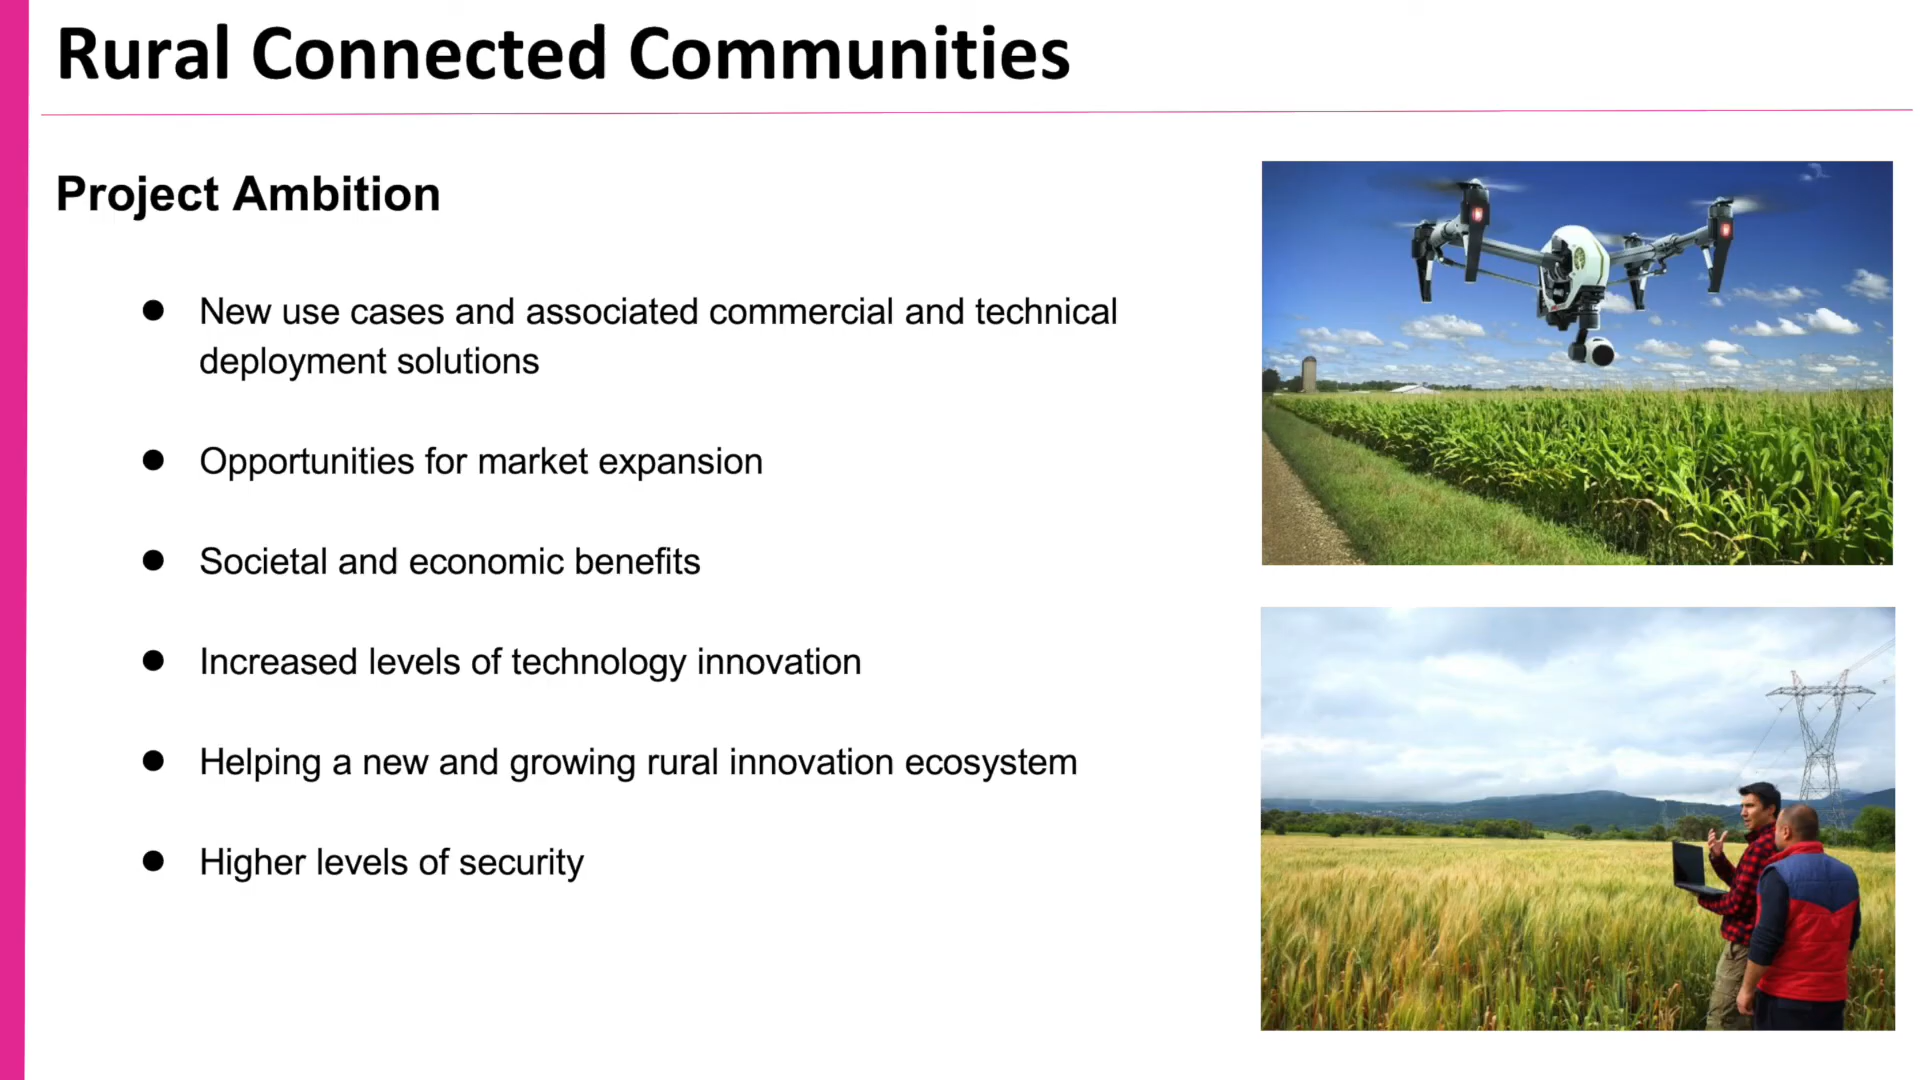 Rural Connected Communities
Project Ambition
● New use cases and associated commercial and technical
deployment solutions
● Opportunities for market expansion
● Societal and economic benefits
● Increased levels of technology innovation
● Helping a new and growing rural innovation ecosystem
● Higher levels of security